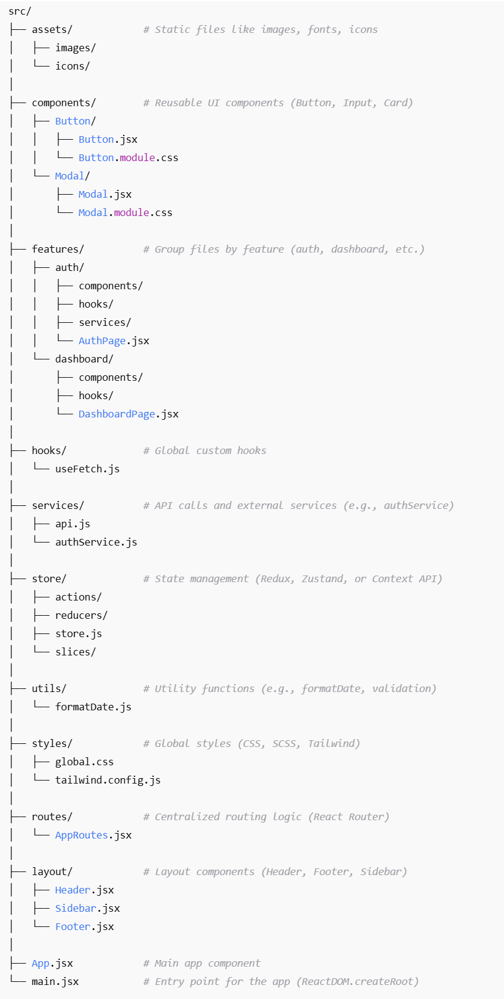 src/
├── assets/            # Static files like images, fonts, icons
│   ├── images/
│   └── icons/
│
├── components/        # Reusable UI components (Button, Input, Card)
│   ├── Button/
│   │   ├── Button.jsx
│   │   └── Button.module.css
│   └── Modal/
│       ├── Modal.jsx
│       └── Modal.module.css
│
├── features/          # Group files by feature (auth, dashboard, etc.)
│   ├── auth/
│   │   ├── components/
│   │   ├── hooks/
│   │   ├── services/
│   │   └── AuthPage.jsx
│   └── dashboard/
│       ├── components/
│       ├── hooks/
│       └── DashboardPage.jsx
│
├── hooks/             # Global custom hooks
│   └── useFetch.js
│
├── services/          # API calls and external services (e.g., authService)
│   ├── api.js
│   └── authService.js
│
├── store/             # State management (Redux, Zustand, or Context API)
│   ├── actions/
│   ├── reducers/
│   ├── store.js
│   └── slices/
│
├── utils/             # Utility functions (e.g., formatDate, validation)
│   └── formatDate.js
│
├── styles/            # Global styles (CSS, SCSS, Tailwind)
│   ├── global.css
│   └── tailwind.config.js
│
├── routes/            # Centralized routing logic (React Router)
│   └── AppRoutes.jsx
│
├── layout/            # Layout components (Header, Footer, Sidebar)
│   ├── Header.jsx
│   ├── Sidebar.jsx
│   └── Footer.jsx
│
├── App.jsx            # Main app component
└── main.jsx           # Entry point for the app (ReactDOM.createRoot)